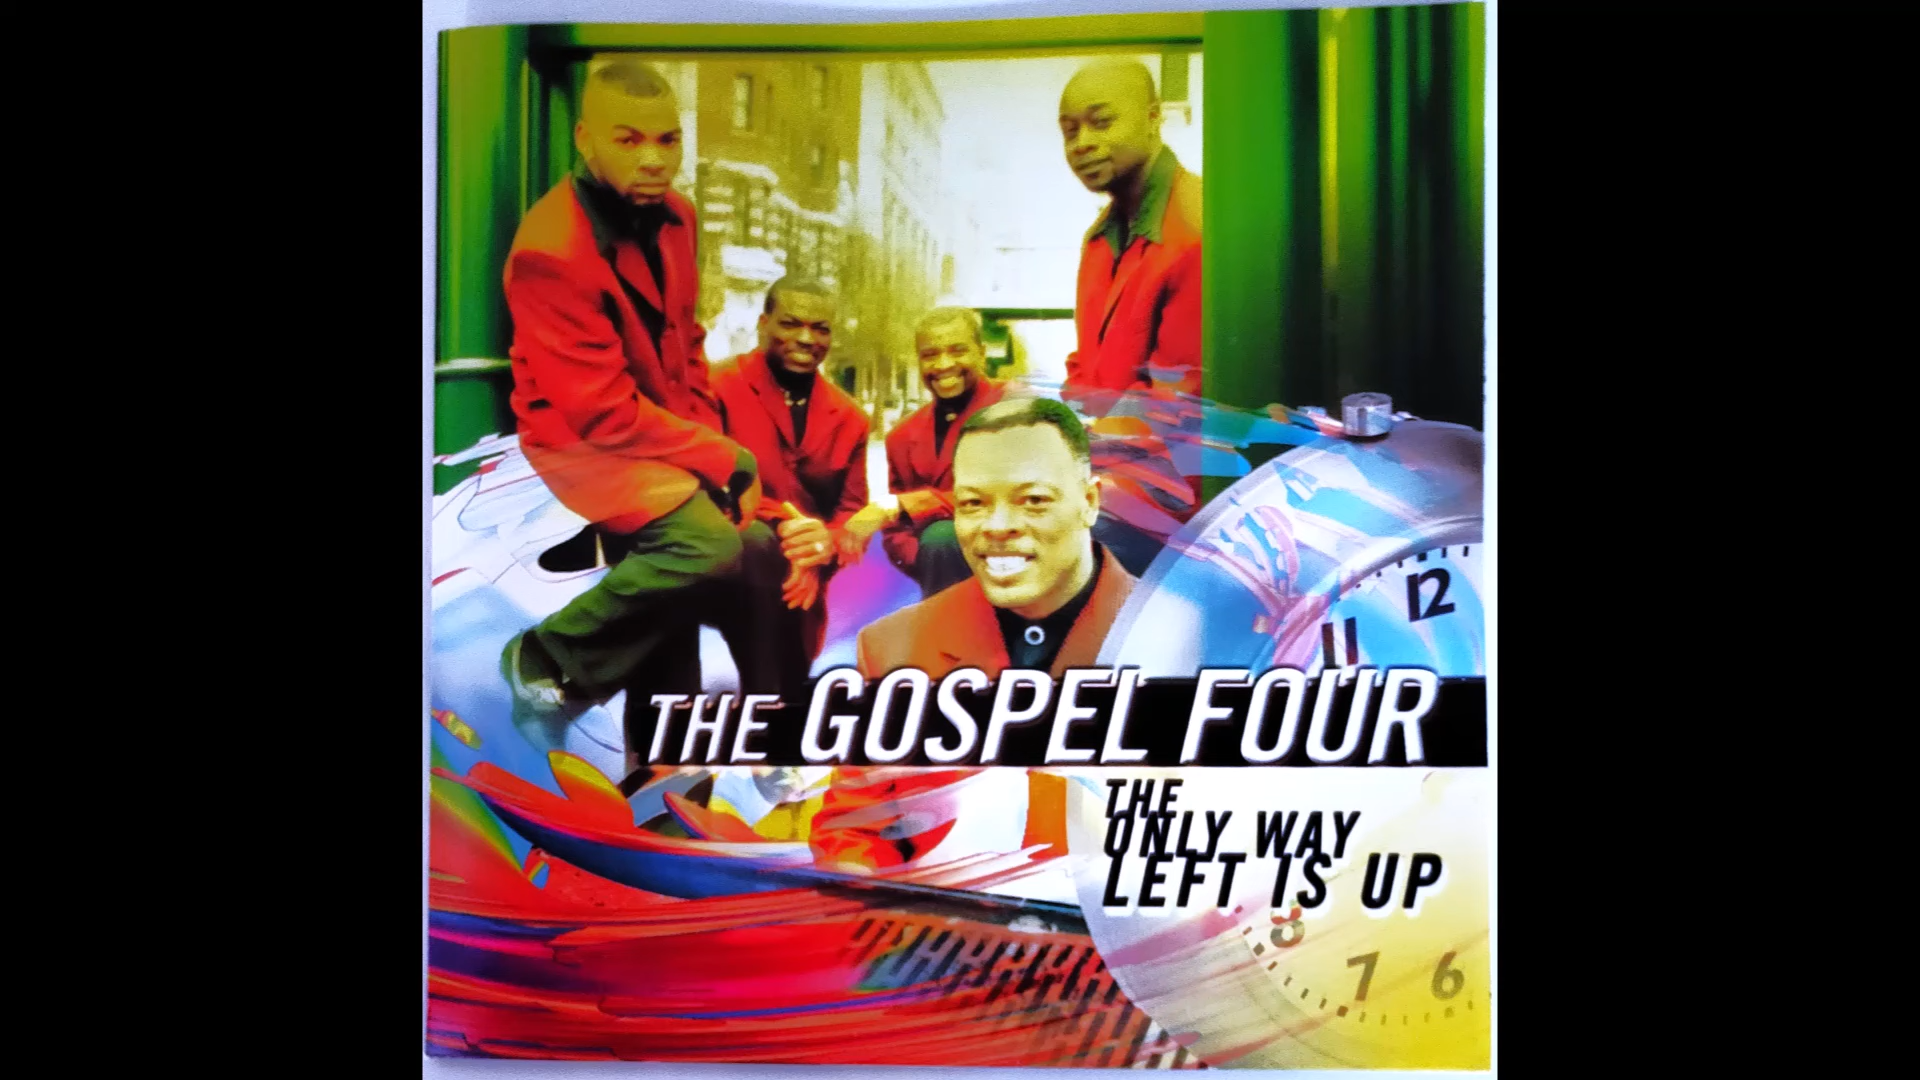 THE GOSPEL FOUR
THE
ONLY WAY
LEFT IS UP
12
11
8
7 6